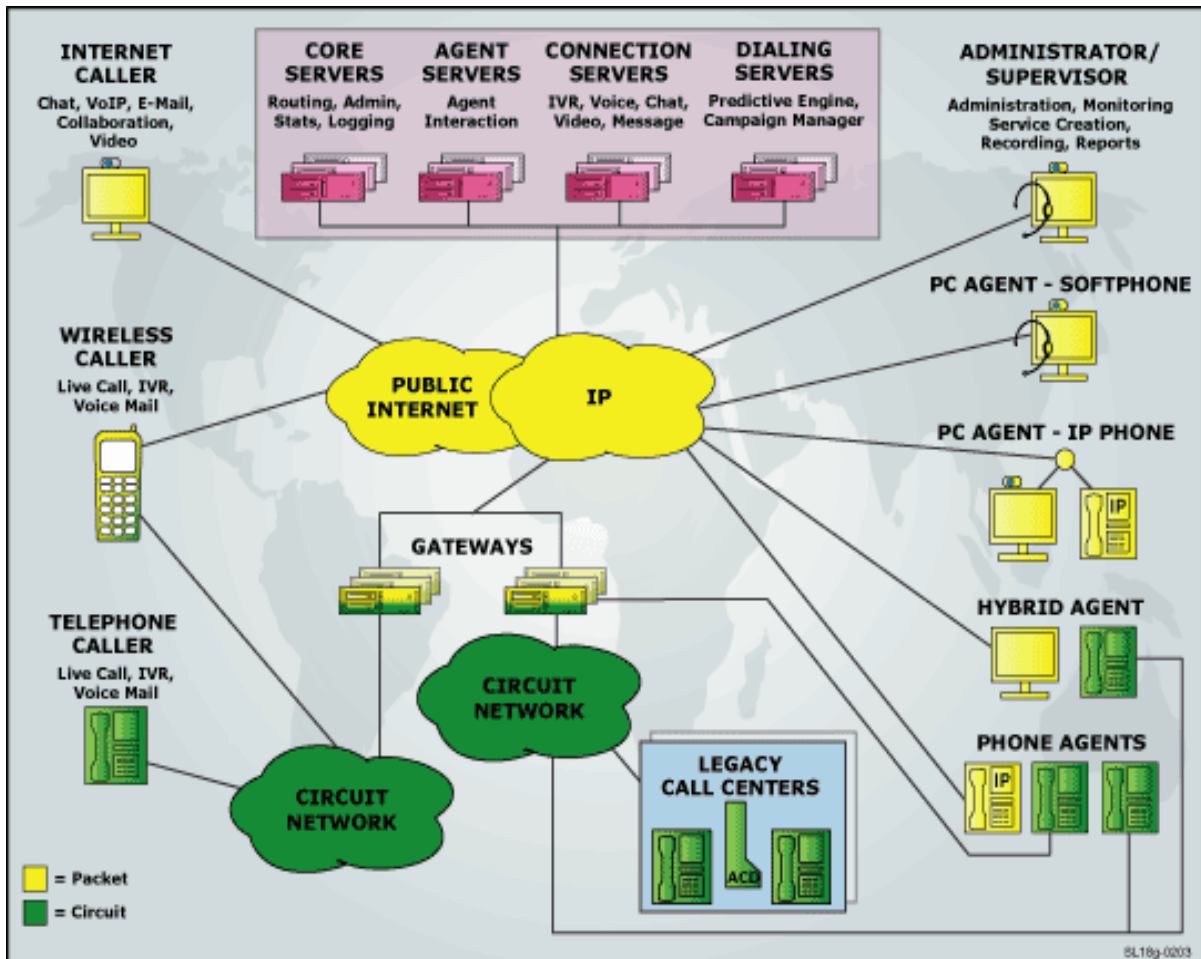 INTERNET
CALLER
Chat, VoIP, E-Mail,
Collaboration,
Video
CORE
SERVERS
Routing, Admin,
Stats, Logging
AGENT
SERVERS
Agent
Interaction
CONNECTION
SERVERS
IVR, Voice, Chat,
Video, Message
DIALING
SERVERS
Predictive Engine,
Campaign Manager
ADMINISTRATOR/
SUPERVISOR
Administration, Monitoring
Service Creation,
Recording, Reports
PC AGENT - SOFTPHONE
WIRELESS
CALLER
Live Call, IVR,
Voice Mail
PUBLIC
INTERNET
IP
PC AGENT - IP PHONE
IP
GATEWAYS
HYBRID AGENT
TELEPHONE
CALLER
Live Call, IVR,
Voice Mail
CIRCUIT
NETWORK
PHONE AGENTS
IP
LEGACY
CALL CENTERS
ACD
CIRCUIT
NETWORK
= Packet
= Circuit
SL18g-0203